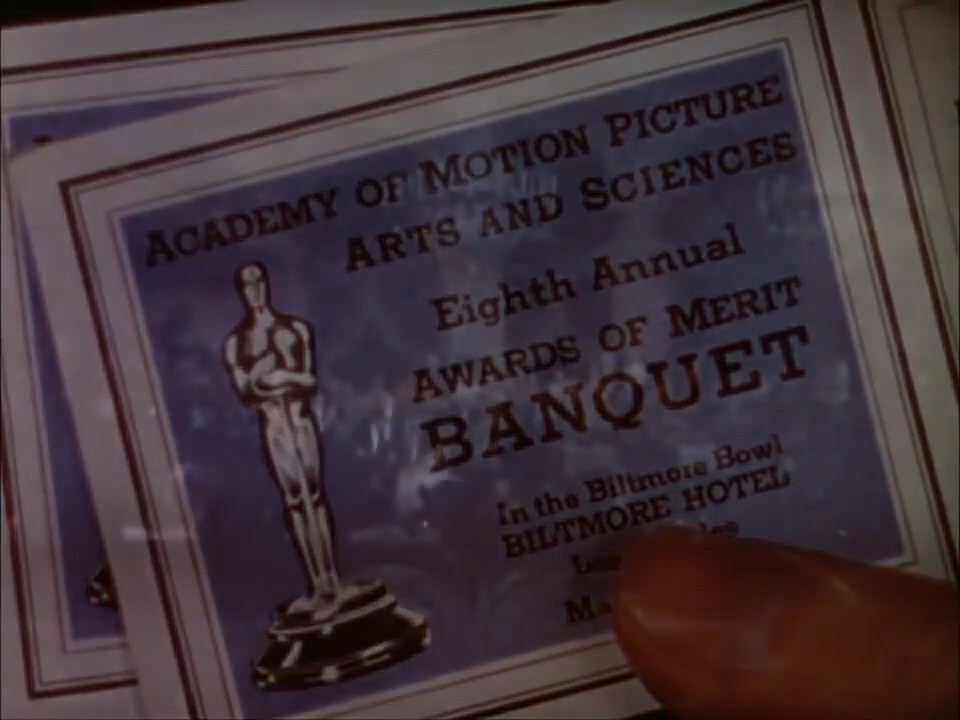 ACADEMY OF MOTION PICTURE
ARTS AND SCIENCES
Eighth Annual
AWARDS OF MERIT
BANQUET
In the Biltmore Bowl
BILTMORE HOTEL